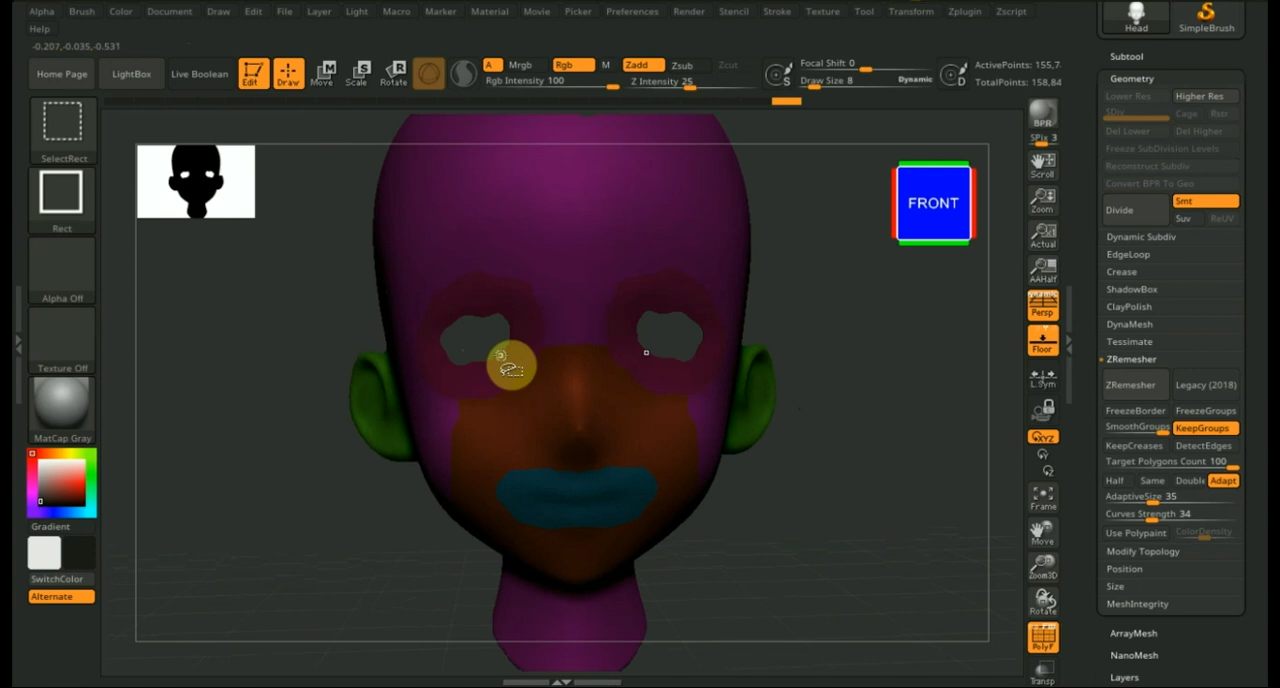 Alpha Brush Color Document Draw Edit File Layer Light Macro Marker Material Movie Picker Preferences Render Stencil Stroke Texture Tool Transform Zplugin Zscript
Help
-0.207,-0.035,-0.531
Home Page
LightBox
Live Boolean
Edit
Draw
Move
Scale
Rotate
A Mrgb Rgb M Zadd Zsub Zcut
Rgb Intensity 100 Z Intensity 25
Focal Shift 0
Draw Size 8 Dynamic
ActivePoints: 155,7
TotalPoints: 158,84
SelectRect
Rect
Alpha Off
Texture Off
MatCap Gray
Gradient
SwitchColor
Alternate
FRONT
BPR
SPix 3
Scroll
Zoom
Actual
AAHalf
Persp
Floor
L.Sym
XYZ
Frame
Move
Zoom3D
Rotate
PolyF
Transp
Head SimpleBrush
Subtool
Geometry
Lower Res Higher Res
SDiv Cage Rstr
Del Lower Del Higher
Freeze SubDivision Levels
Reconstruct Subdiv
Convert BPR To Geo
Divide Smt
Suv ReUV
Dynamic Subdiv
EdgeLoop
Crease
ShadowBox
ClayPolish
DynaMesh
Tessimate
ZRemesher
ZRemesher Legacy (2018)
FreezeBorder FreezeGroups
SmoothGroups KeepGroups
KeepCreases DetectEdges
Target Polygons Count 100
Half Same Double Adapt
AdaptiveSize 35
Curves Strength 34
Use Polypaint ColorDensity
Modify Topology
Position
Size
MeshIntegrity
ArrayMesh
NanoMesh
Layers